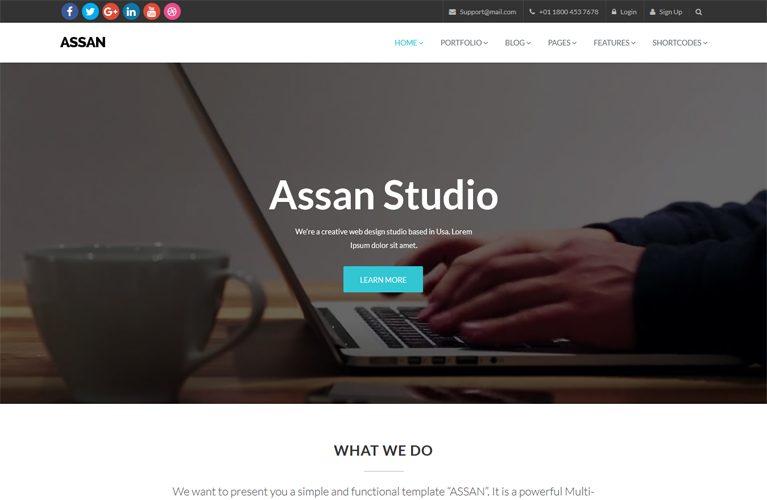 Support@mail.com +01 1800 453 7678 Login Sign Up
ASSAN
HOME PORTFOLIO BLOG PAGES FEATURES SHORTCODES
Assan Studio
We're a creative web design studio based in Usa. Lorem
Ipsum dolor sit amet.
LEARN MORE
WHAT WE DO
We want to present you a simple and functional template “ASSAN”. It is a powerful Multi-